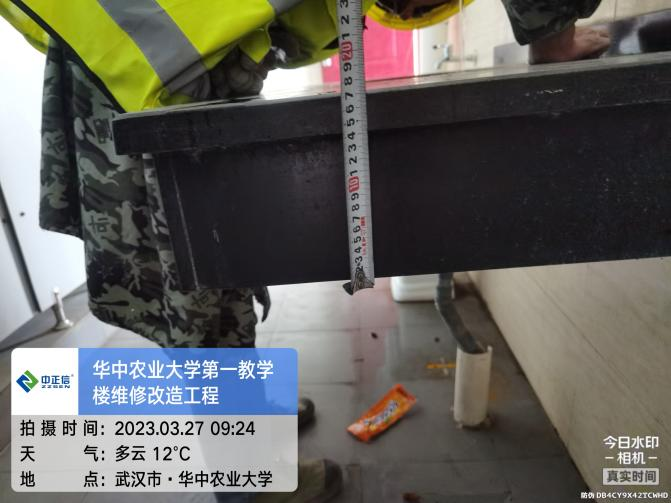 中正信
ZZSEN
华中农业大学第一教学
楼维修改造工程
拍摄时间: 2023.03.27 09:24
天 气: 多云 12℃
地 点: 武汉市·华中农业大学
今日水印
相机
真实时间
防伪 DB4CY9X42TCWHQ